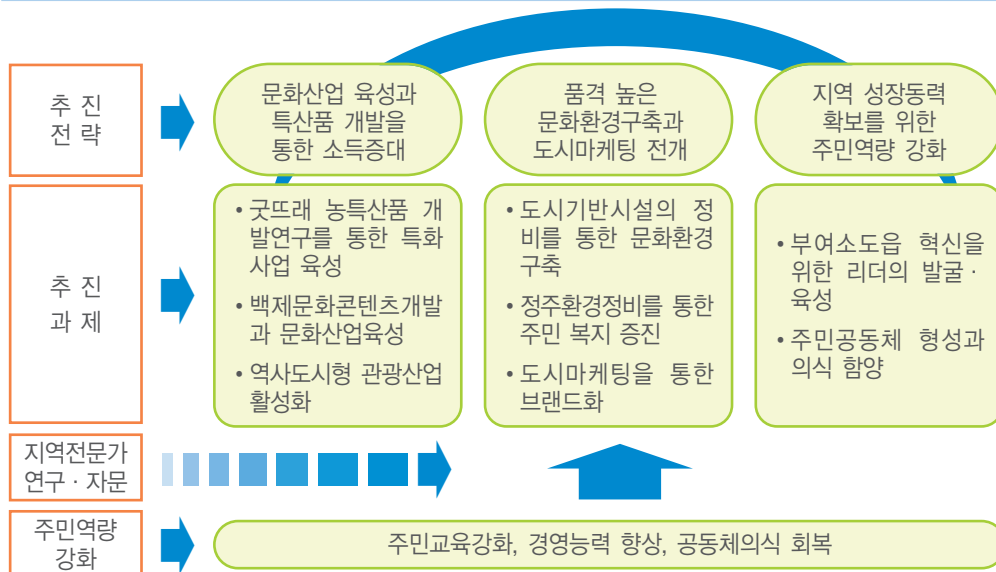 추 진
전 략
문화산업 육성과
특산품 개발을
통한 소득증대
품격 높은
문화환경구축과
도시마케팅 전개
지역 성장동력
확보를 위한
주민역량 강화
추 진
과 제
• 굿뜨래 농특산품 개
발연구를 통한 특화
사업 육성
• 백제문화콘텐츠개발
과 문화산업육성
• 역사도시형 관광산업
활성화
• 도시기반시설의 정
비를 통한 문화환경
구축
• 정주환경정비를 통한
주민 복지 증진
• 도시마케팅을 통한
브랜드화
• 부여소도읍 혁신을
위한 리더의 발굴·
육성
• 주민공동체 형성과
의식 함양
지역전문가
연구·자문
주민역량
강화
주민교육강화, 경영능력 향상, 공동체의식 회복